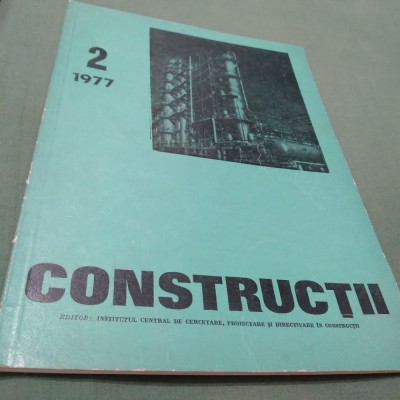 2
1977
CONSTRUCȚII
EDITOR: INSTITUTUL CENTRAL DE CERCETARE, PROIECTARE ȘI DIRECTIVARE ÎN CONSTRUCȚII